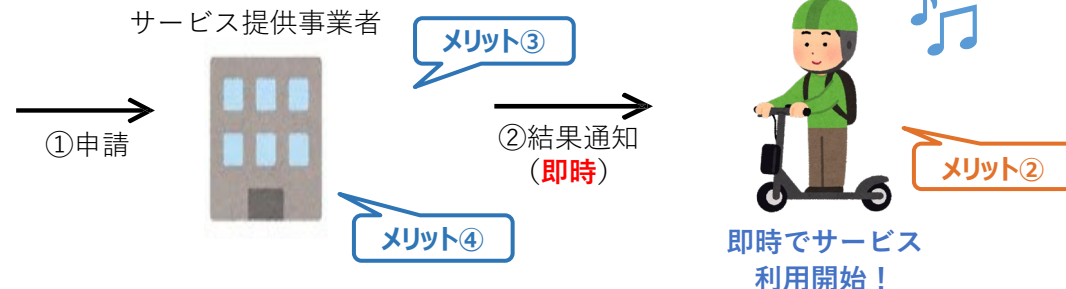 サービス提供事業者
メリット③
①申請
②結果通知
（即時）
メリット④
メリット②
即時でサービス
利用開始！